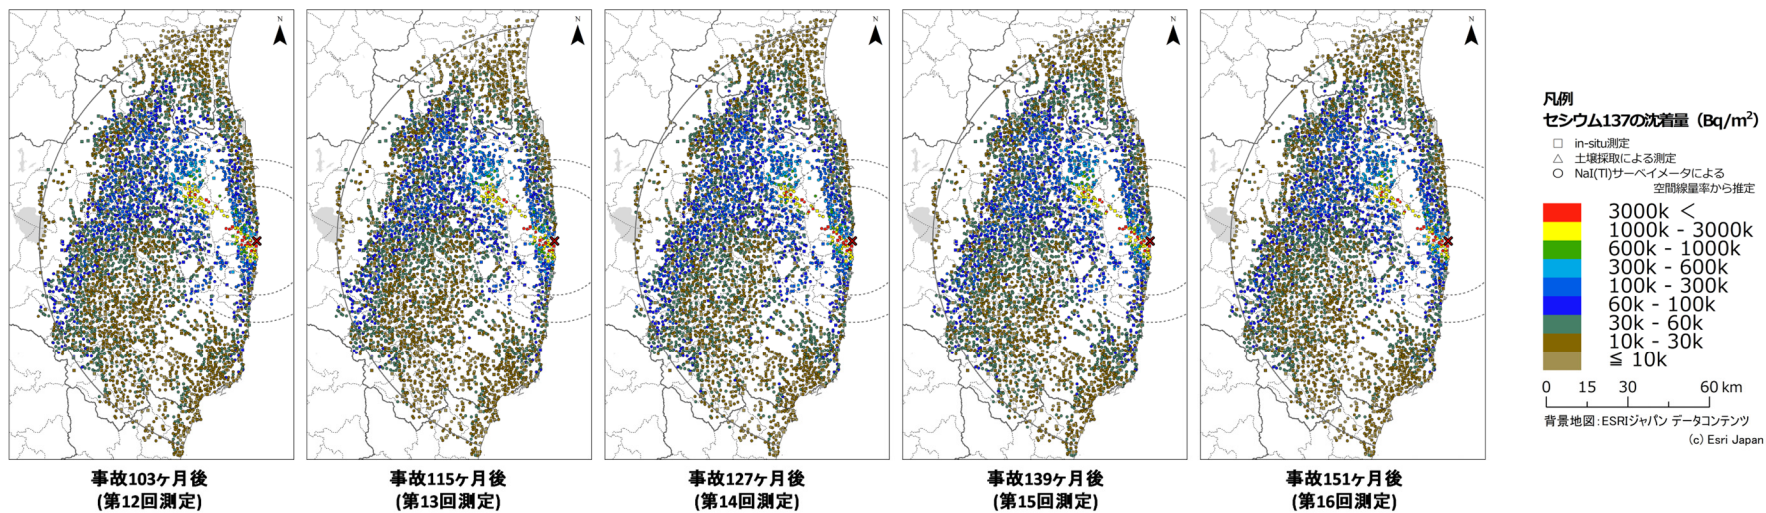 N
N
N
N
N
事故103ヶ月後
(第12回測定)
事故115ヶ月後
(第13回測定)
事故127ヶ月後
(第14回測定)
事故139ヶ月後
(第15回測定)
事故151ヶ月後
(第16回測定)
凡例
セシウム137の沈着量（Bq/m²）
in-situ測定
土壌採取による測定
NaI(Tl)サーベイメータによる
空間線量率から推定
3000k ＜
1000k - 3000k
600k - 1000k
300k - 600k
100k - 300k
60k - 100k
30k - 60k
10k - 30k
≦ 10k
0 15 30 60 km
背景地図：ESRIジャパン データコンテンツ
(c) Esri Japan